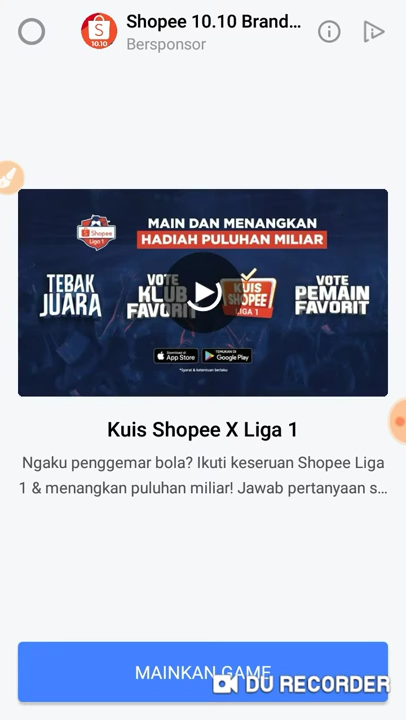 Shopee 10.10 Brand...
Bersponsor
10.10
Shopee
Liga 1
MAIN DAN MENANGKAN
HADIAH PULUHAN MILIAR
TEBAK
JUARA
VOTE
KLUB
FAVORIT
KUIS
SHOPEE
LIGA 1
VOTE
PEMAIN
FAVORIT
App Store
Google Play
Kuis Shopee X Liga 1
Ngaku penggemar bola? Ikuti keseruan Shopee Liga
1 & menangkan puluhan miliar! Jawab pertanyaan s...
MAINKAN GAME
DU RECORDER